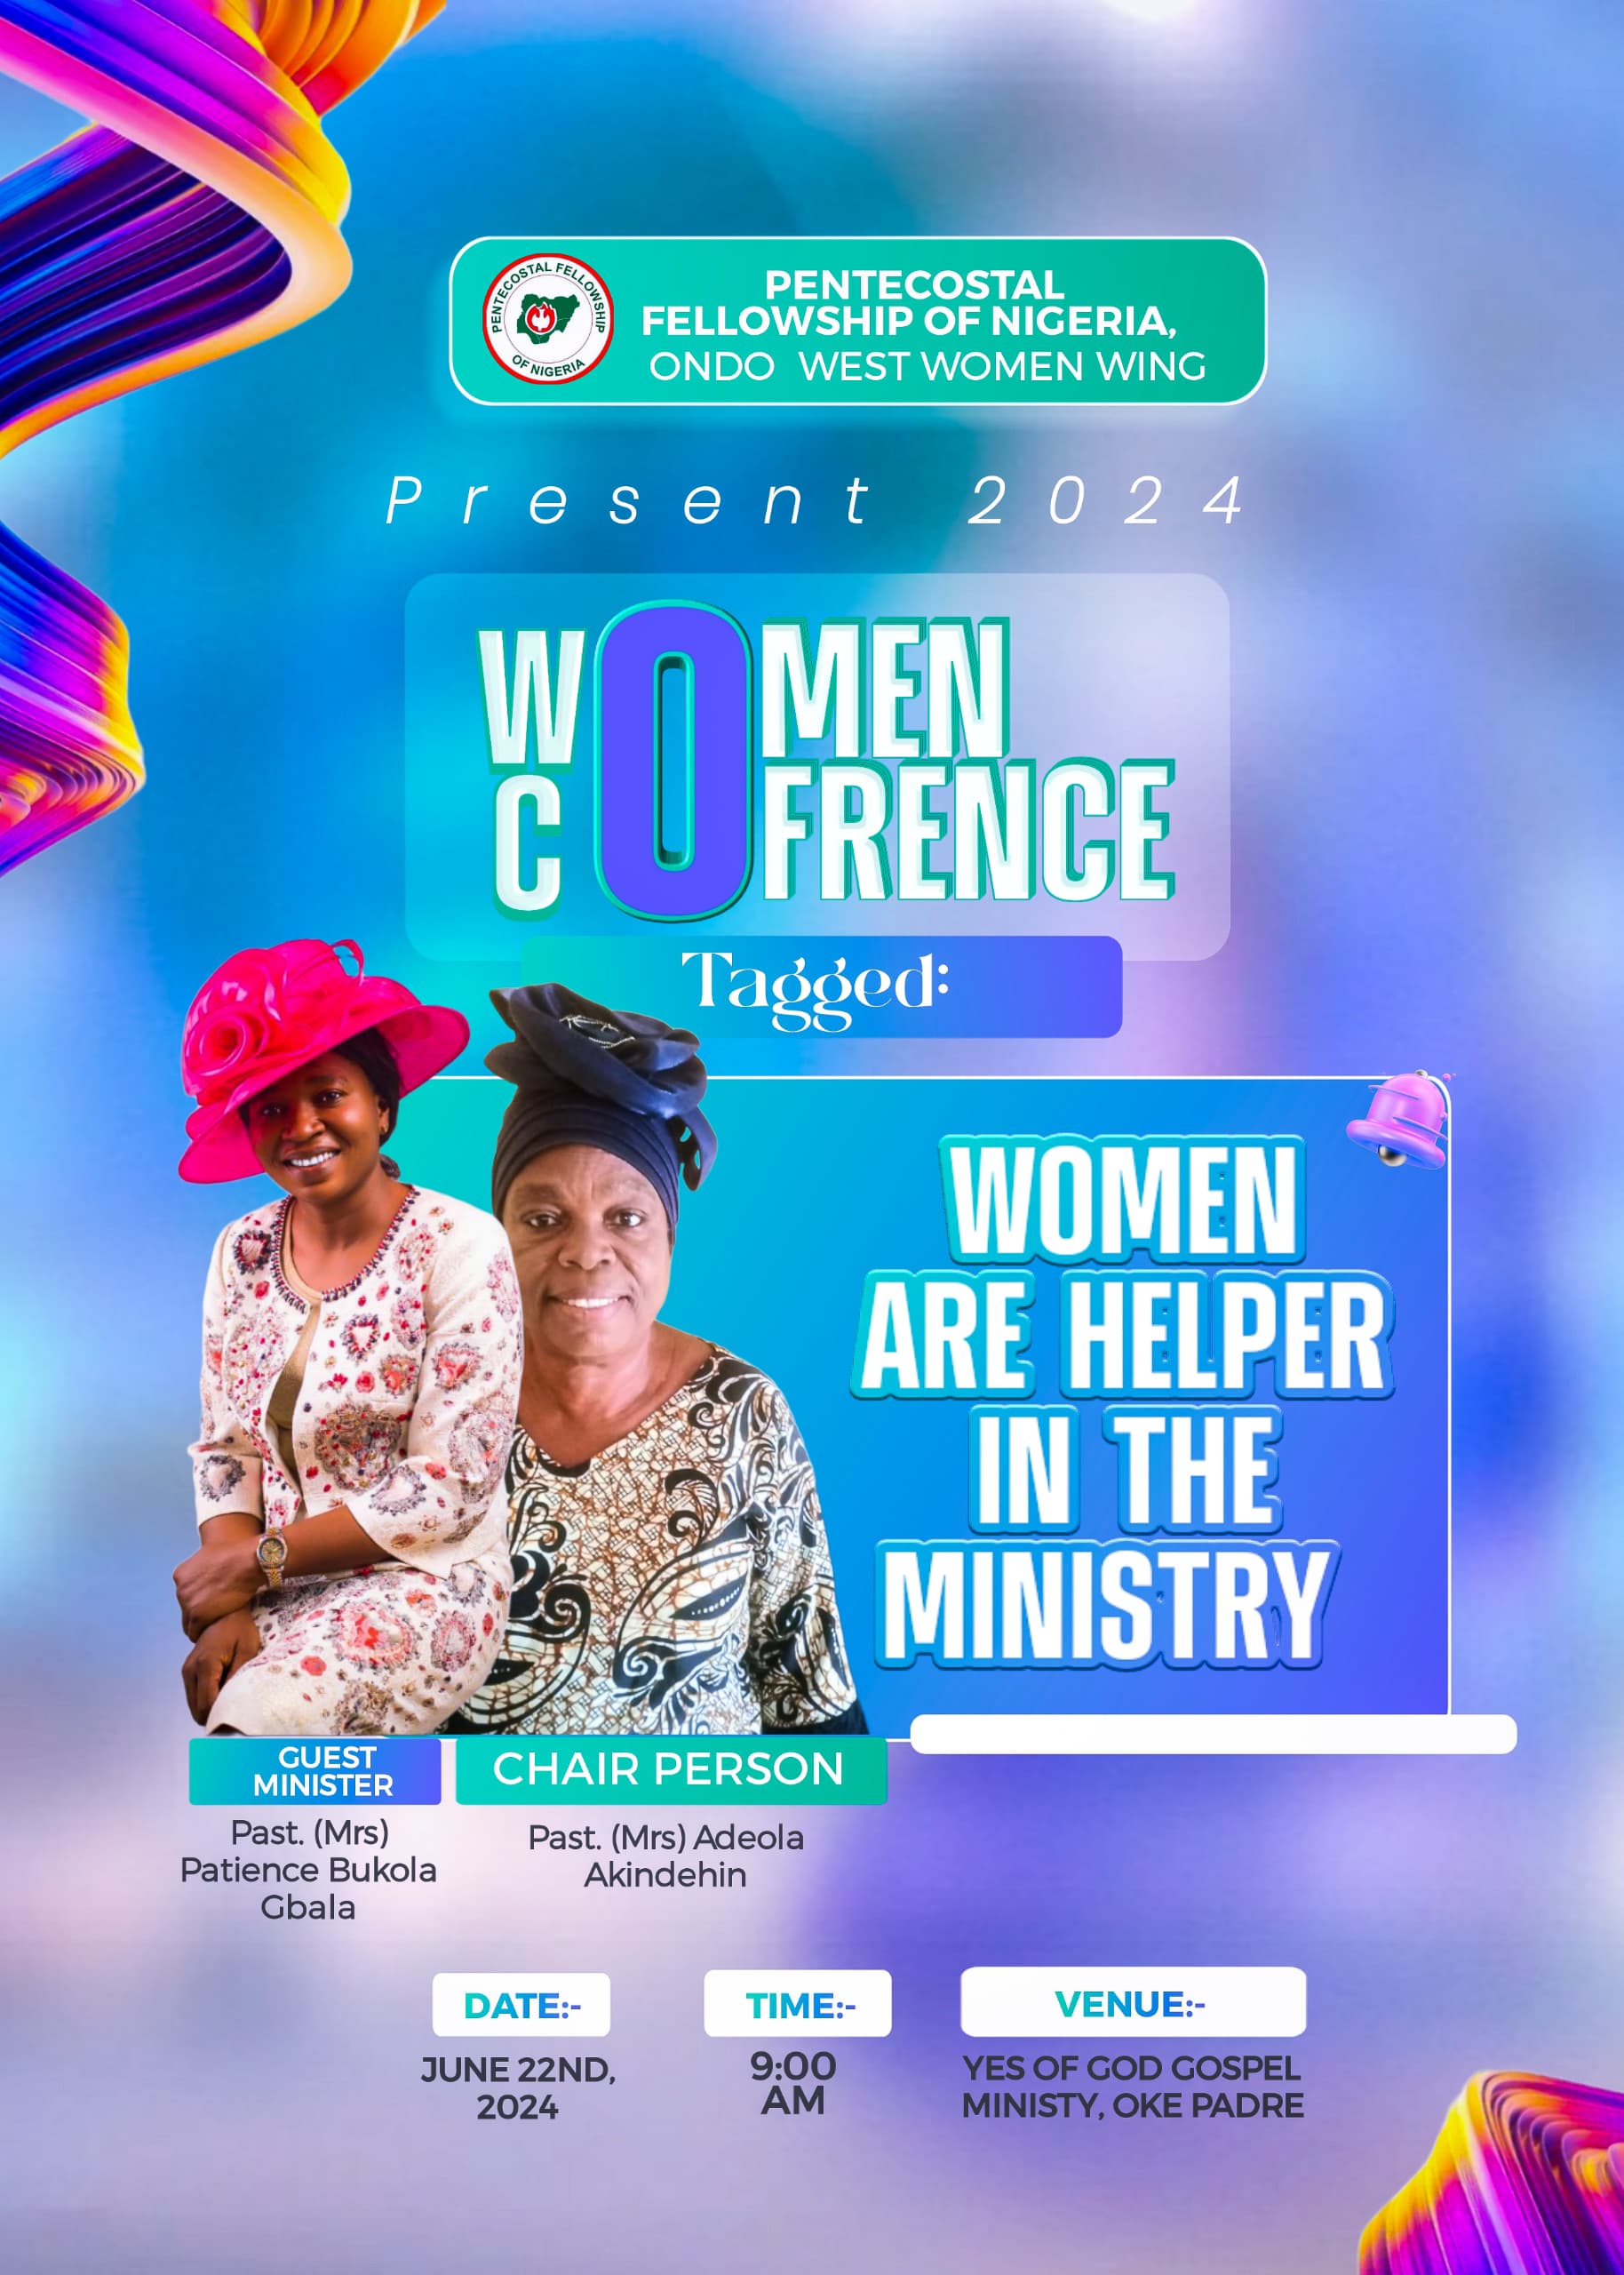 PENTECOSTAL FELLOWSHIP
OF NIGERIA
PENTECOSTAL
FELLOWSHIP OF NIGERIA,
ONDO WEST WOMEN WING
Present 2024
WOMEN
COFRENCE
Tagged:
WOMEN
ARE HELPER
IN THE
MINISTRY
GUEST
MINISTER
Past. (Mrs)
Patience Bukola
Gbala
CHAIR PERSON
Past. (Mrs) Adeola
Akindehin
DATE:-
JUNE 22ND,
2024
TIME:-
9:00
AM
VENUE:-
YES OF GOD GOSPEL
MINISTY, OKE PADRE